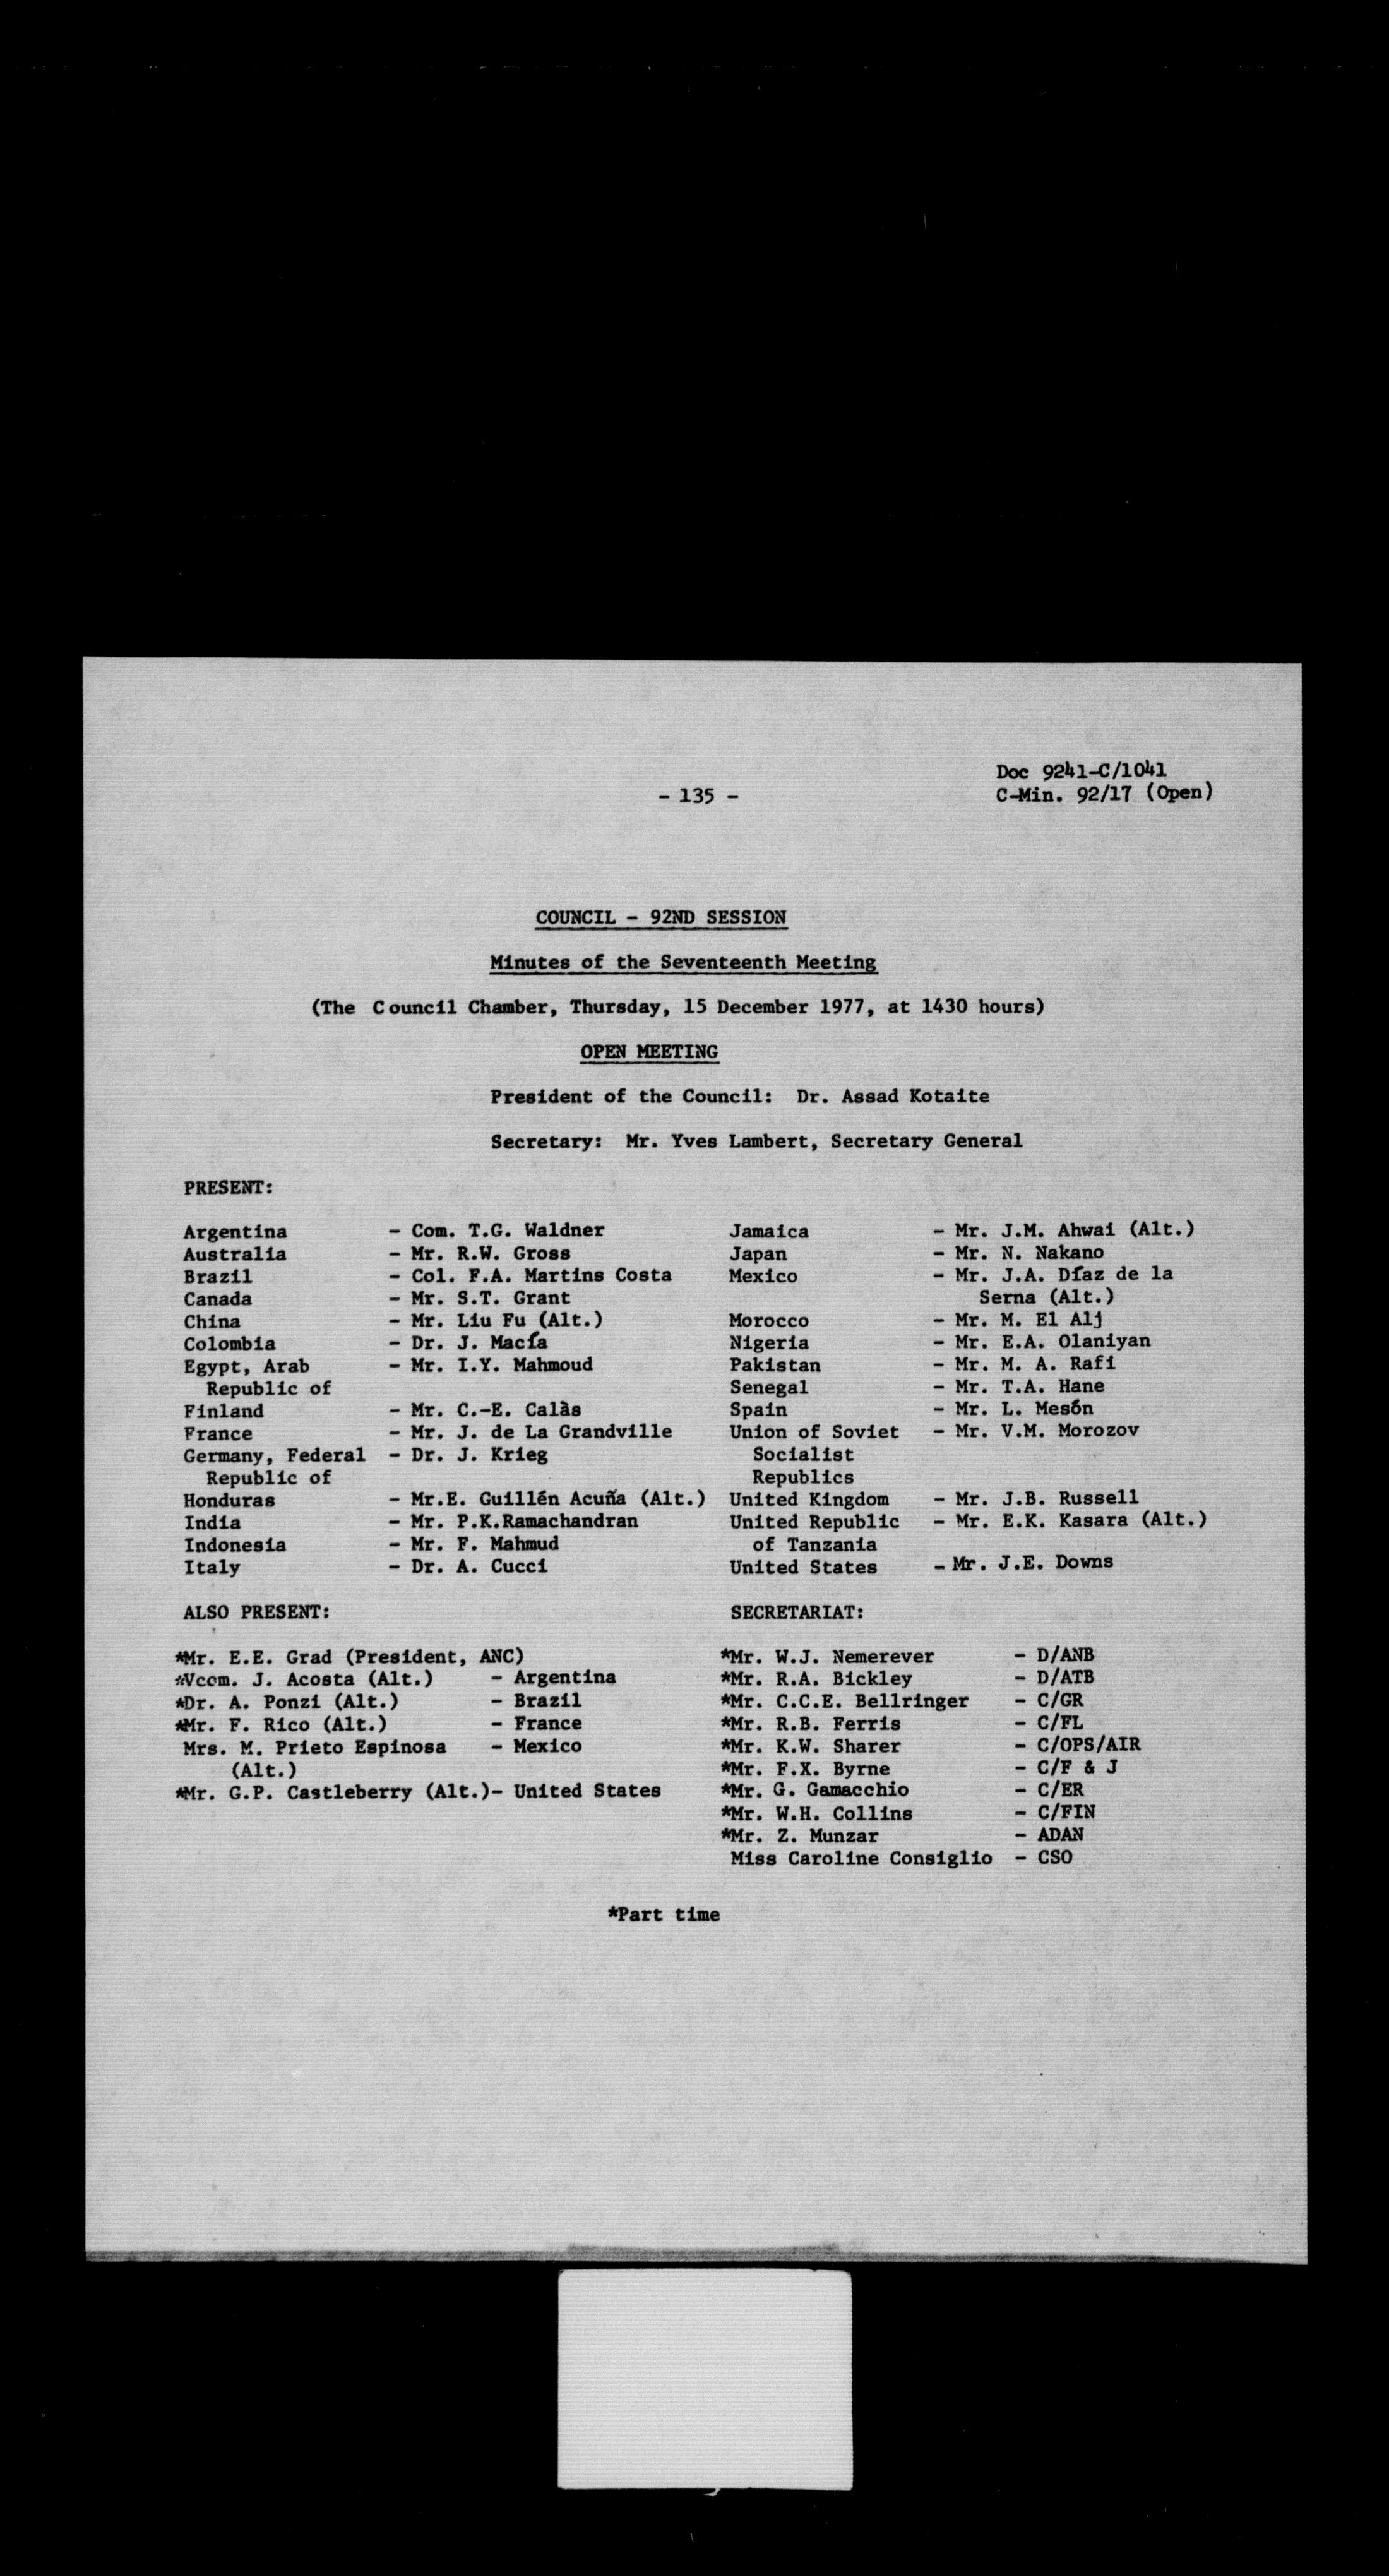 Doc 9241-C/1041
- 135 -
C-Min. 92/17 (Open)
COUNCIL - 92ND SESSION
Minutes of the Seventeenth Meeting
(The Council Chamber, Thursday, 15 December 1977, at 1430 hours)
OPEN MEETING
President of the Council: Dr. Assad Kotaite
Secretary: Mr. Yves Lambert, Secretary General
PRESENT:
Argentina - Com. T.G. Waldner
Australia - Mr. R.W. Gross
Brazil - Col. F.A. Martins Costa
Canada - Mr. S.T. Grant
China - Mr. Liu Fu (Alt.)
Colombia - Dr. J. Macía
Egypt, Arab - Mr. I.Y. Mahmoud
Republic of
Finland - Mr. C.-E. Calàs
France - Mr. J. de La Grandville
Germany, Federal - Dr. J. Krieg
Republic of
Honduras - Mr.E. Guillén Acuña (Alt.)
India - Mr. P.K.Ramachandran
Indonesia - Mr. F. Mahmud
Italy - Dr. A. Cucci
Jamaica - Mr. J.M. Ahwai (Alt.)
Japan - Mr. N. Nakano
Mexico - Mr. J.A. Díaz de la
Serna (Alt.)
Morocco - Mr. M. El Alj
Nigeria - Mr. E.A. Olaniyan
Pakistan - Mr. M. A. Rafi
Senegal - Mr. T.A. Hane
Spain - Mr. L. Mesón
Union of Soviet - Mr. V.M. Morozov
Socialist
Republics
United Kingdom - Mr. J.B. Russell
United Republic - Mr. E.K. Kasara (Alt.)
of Tanzania
United States - Mr. J.E. Downs
ALSO PRESENT:
*Mr. E.E. Grad (President, ANC)
*Vcom. J. Acosta (Alt.) - Argentina
*Dr. A. Ponzi (Alt.) - Brazil
*Mr. F. Rico (Alt.) - France
Mrs. M. Prieto Espinosa - Mexico
(Alt.)
*Mr. G.P. Castleberry (Alt.)- United States
SECRETARIAT:
*Mr. W.J. Nemerever - D/ANB
*Mr. R.A. Bickley - D/ATB
*Mr. C.C.E. Bellringer - C/GR
*Mr. R.B. Ferris - C/FL
*Mr. K.W. Sharer - C/OPS/AIR
*Mr. F.X. Byrne - C/F & J
*Mr. G. Gamacchio - C/ER
*Mr. W.H. Collins - C/FIN
*Mr. Z. Munzar - ADAN
Miss Caroline Consiglio - CSO
*Part time